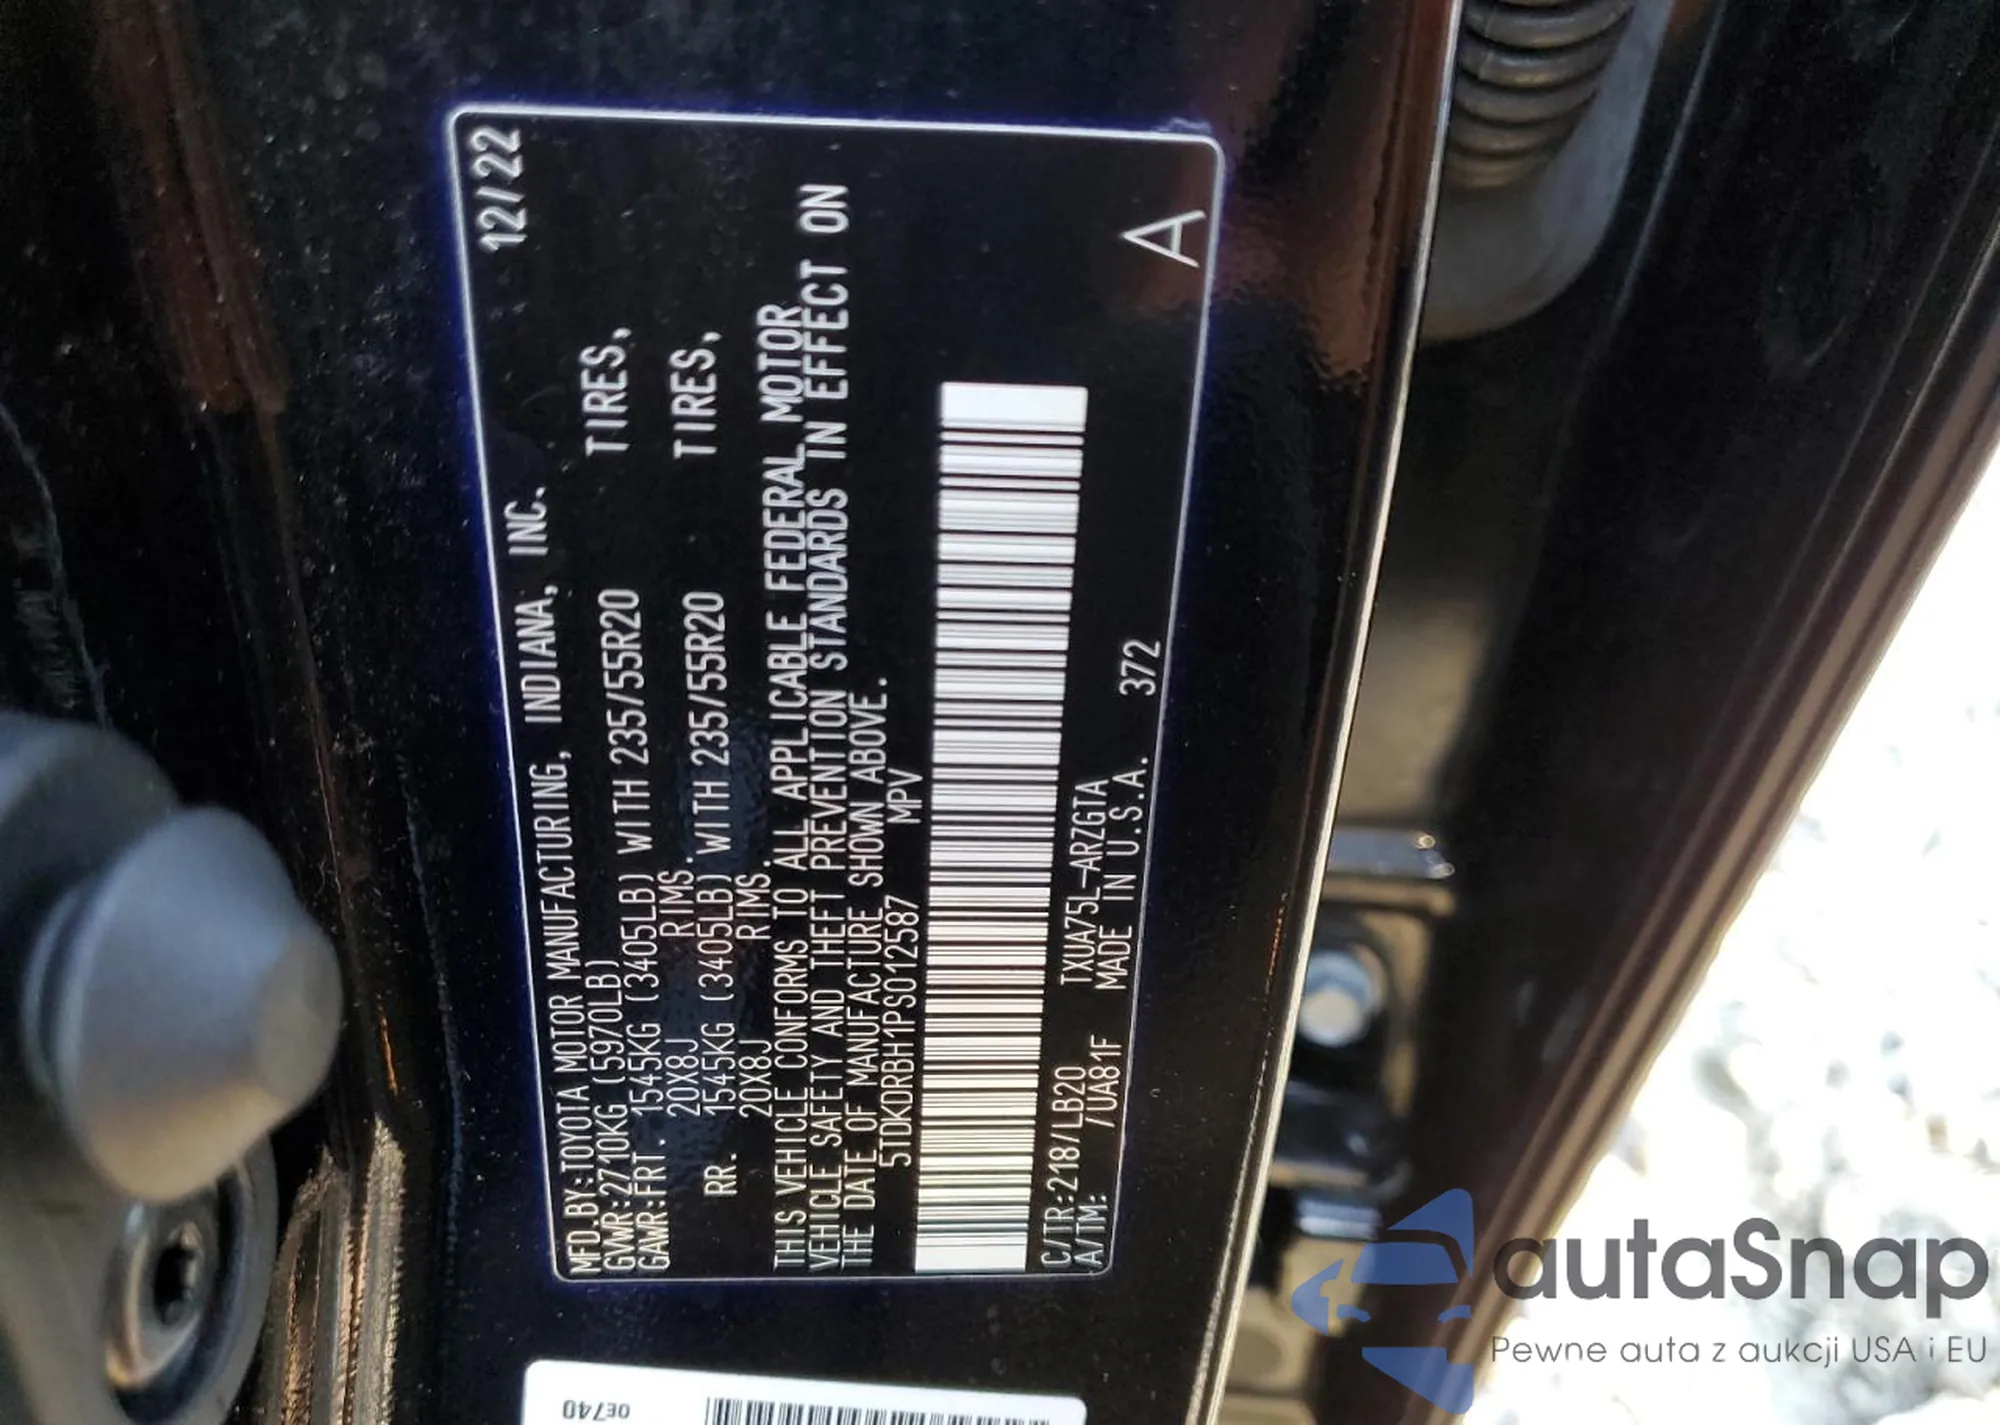 MFD.BY:TOYOTA MOTOR MANUFACTURING, INDIANA, INC. 12/22
GVWR:2710KG (5970LB)
GAWR:FRT. 1545KG (3405LB) WITH 235/55R20 TIRES,
20X8J RIMS.
RR. 1545KG (3405LB) WITH 235/55R20 TIRES,
20X8J RIMS.
THIS VEHICLE CONFORMS TO ALL APPLICABLE FEDERAL MOTOR
VEHICLE SAFETY AND THEFT PREVENTION STANDARDS IN EFFECT ON
THE DATE OF MANUFACTURE SHOWN ABOVE.
5TDKDRBH1PS012587 MPV
C/TR:218/LB20 TXUA75L-ARZGTA
A/TM: /UA81F MADE IN U.S.A. 372 A
0E740
autaSnap
Pewne auta z aukcji USA i EU